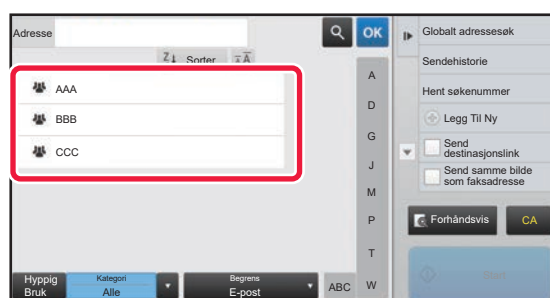 Adresse
OK
Sorter
AAA
BBB
CCC
A
D
G
J
M
P
T
W
Hyppig
Bruk
Kategori
Alle
Begrens
E-post
ABC
Globalt adressesøk
Sendehistorie
Hent søkenummer
Legg Til Ny
Send
destinasjonslink
Send samme bilde
som faksadresse
Forhåndsvis
CA
Start